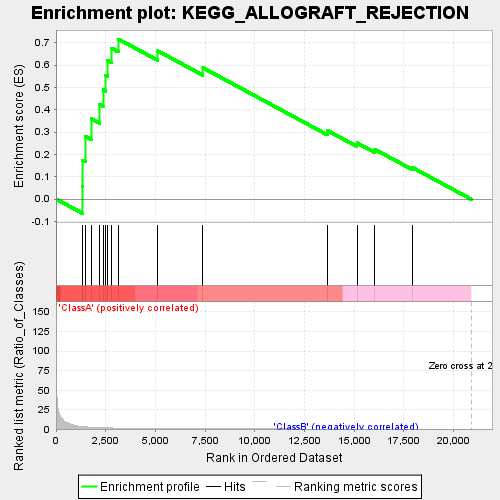 Enrichment plot: KEGG_ALLOGRAFT_REJECTION
Enrichment score (ES)
0.7
0.6
0.5
0.4
0.3
0.2
0.1
0.0
-0.1
'ClassA' (positively correlated)
Ranked list metric (Ratio_of_Classes)
150
125
100
75
50
25
0
Zero cross at 2
'ClassB' (negatively correlated)
0 2,500 5,000 7,500 10,000 12,500 15,000 17,500 20,000
Rank in Ordered Dataset
Enrichment profile Hits Ranking metric scores